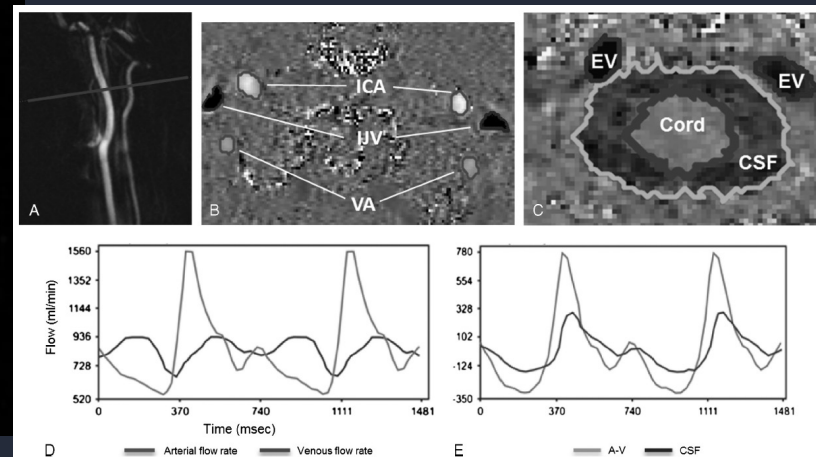 A
B
ICA
IJV
VA
C
EV
EV
Cord
CSF
Flow (ml/min)
1560
1352
1144
936
728
520
0
370
740
1111
1481
Time (msec)
D
Arterial flow rate
Venous flow rate
780
554
328
102
-124
-350
0
370
740
1111
1481
E
A-V
CSF